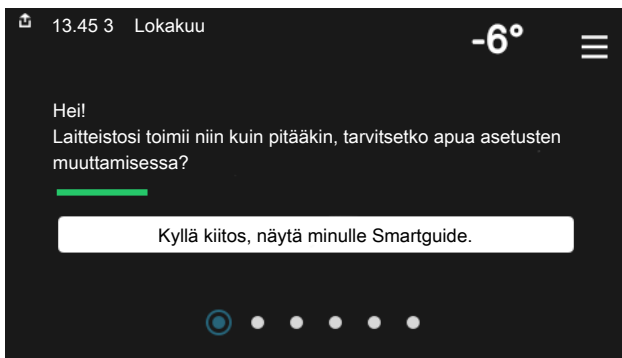 13.45 3 Lokakuu
-6°
Hei!
Laitteistosi toimii niin kuin pitääkin, tarvitsetko apua asetusten
muuttamisessa?
Kyllä kiitos, näytä minulle Smartguide.